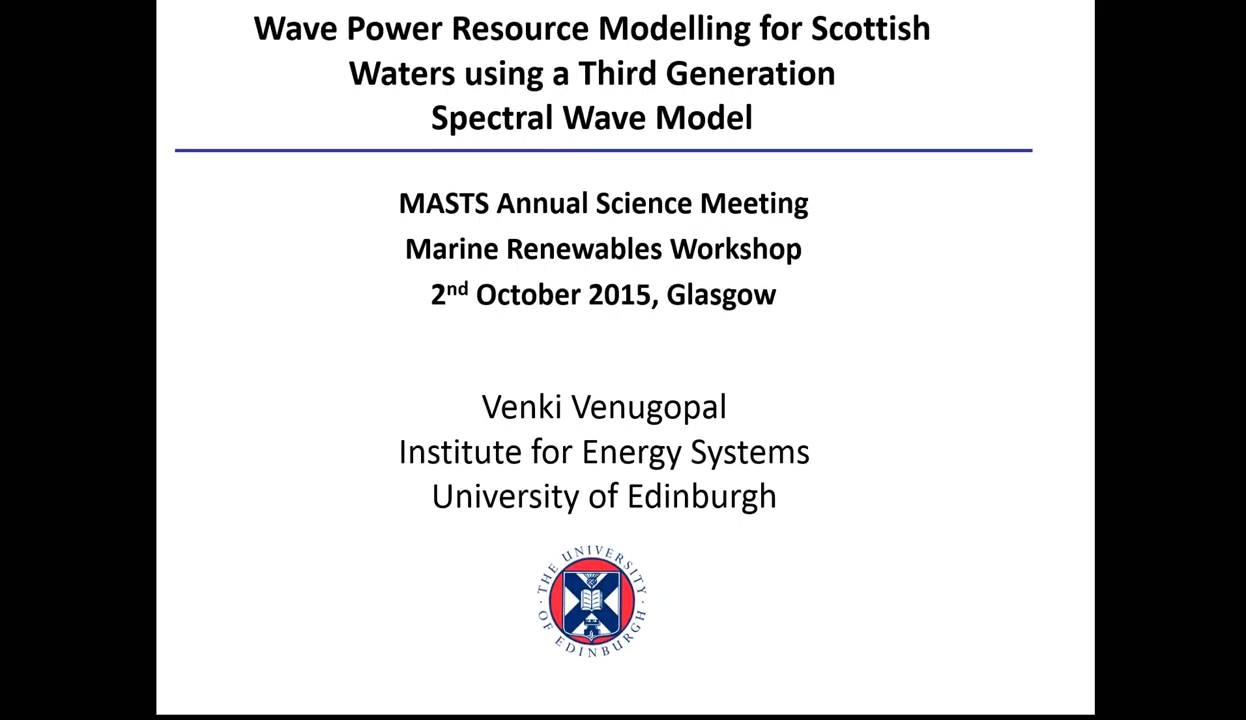 Wave Power Resource Modelling for Scottish
Waters using a Third Generation
Spectral Wave Model
MASTS Annual Science Meeting
Marine Renewables Workshop
2nd October 2015, Glasgow
Venki Venugopal
Institute for Energy Systems
University of Edinburgh
THE UNIVERSITY OF EDINBURGH